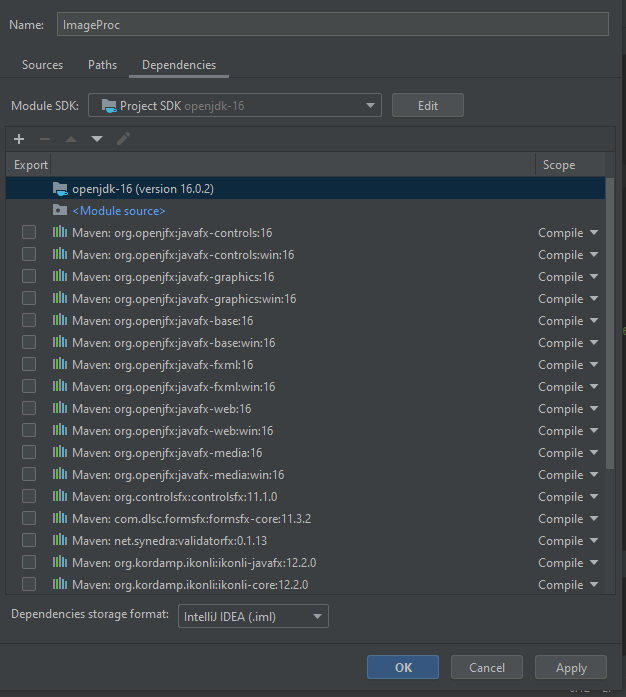 Name: ImageProc
Sources Paths Dependencies
Module SDK: Project SDK openjdk-16 Edit
Export Scope
openjdk-16 (version 16.0.2)
<Module source>
Maven: org.openjfx:javafx-controls:16 Compile
Maven: org.openjfx:javafx-controls:win:16 Compile
Maven: org.openjfx:javafx-graphics:16 Compile
Maven: org.openjfx:javafx-graphics:win:16 Compile
Maven: org.openjfx:javafx-base:16 Compile
Maven: org.openjfx:javafx-base:win:16 Compile
Maven: org.openjfx:javafx-fxml:16 Compile
Maven: org.openjfx:javafx-fxml:win:16 Compile
Maven: org.openjfx:javafx-web:16 Compile
Maven: org.openjfx:javafx-web:win:16 Compile
Maven: org.openjfx:javafx-media:16 Compile
Maven: org.openjfx:javafx-media:win:16 Compile
Maven: org.controlsfx:controlsfx:11.1.0 Compile
Maven: com.dlsc.formsfx:formsfx-core:11.3.2 Compile
Maven: net.synedra:validatorfx:0.1.13 Compile
Maven: org.kordamp.ikonli:ikonli-javafx:12.2.0 Compile
Maven: org.kordamp.ikonli:ikonli-core:12.2.0 Compile
Dependencies storage format: IntelliJ IDEA (.iml)
OK Cancel Apply